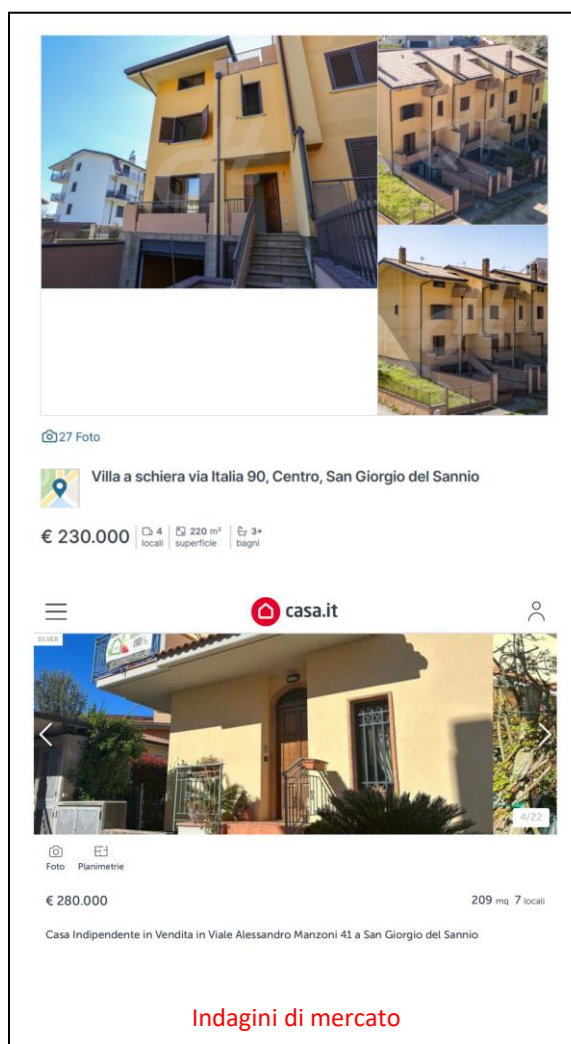 27 Foto
Villa a schiera via Italia 90, Centro, San Giorgio del Sannio
€ 230.000 4 locali 220 m² superficie 3+ bagni
casa.it
SILVER
4/22
Foto Planimetrie
€ 280.000 209 mq 7 locali
Casa Indipendente in Vendita in Viale Alessandro Manzoni 41 a San Giorgio del Sannio
Indagini di mercato